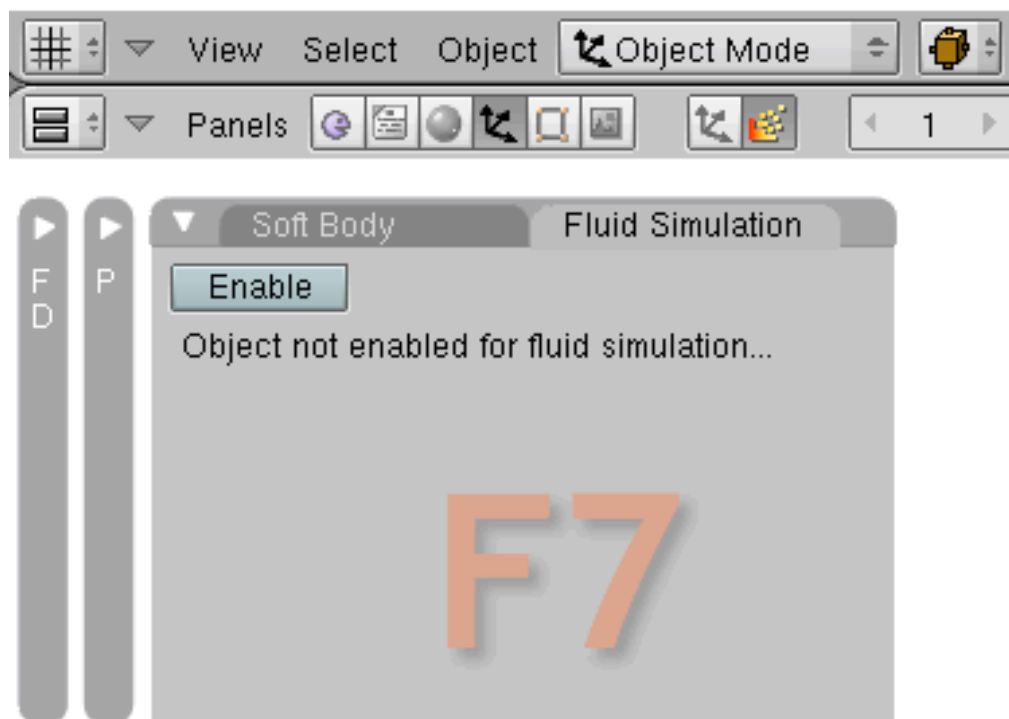 View Select Object Object Mode
Panels 1
F
D
P
Soft Body Fluid Simulation
Enable
Object not enabled for fluid simulation...
F7